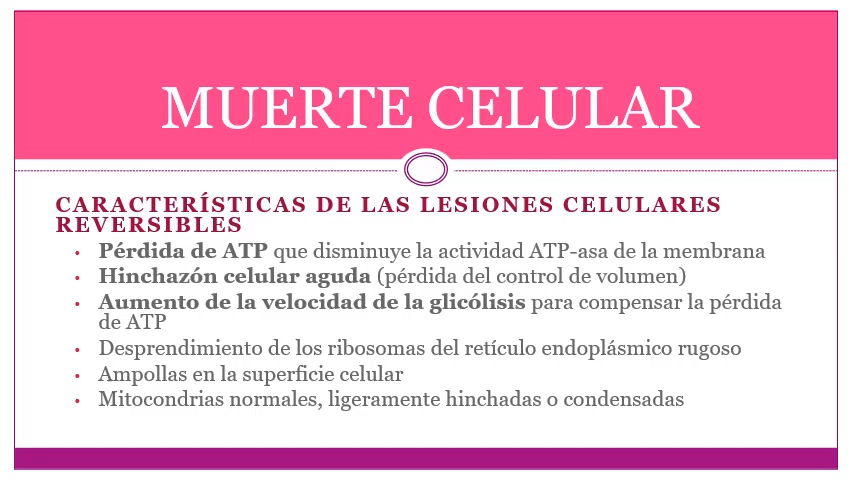 MUERTE CELULAR
CARACTERÍSTICAS DE LAS LESIONES CELULARES
REVERSIBLES
• Pérdida de ATP que disminuye la actividad ATP-asa de la membrana
• Hinchazón celular aguda (pérdida del control de volumen)
• Aumento de la velocidad de la glicólisis para compensar la pérdida
de ATP
• Desprendimiento de los ribosomas del retículo endoplásmico rugoso
• Ampollas en la superficie celular
• Mitocondrias normales, ligeramente hinchadas o condensadas